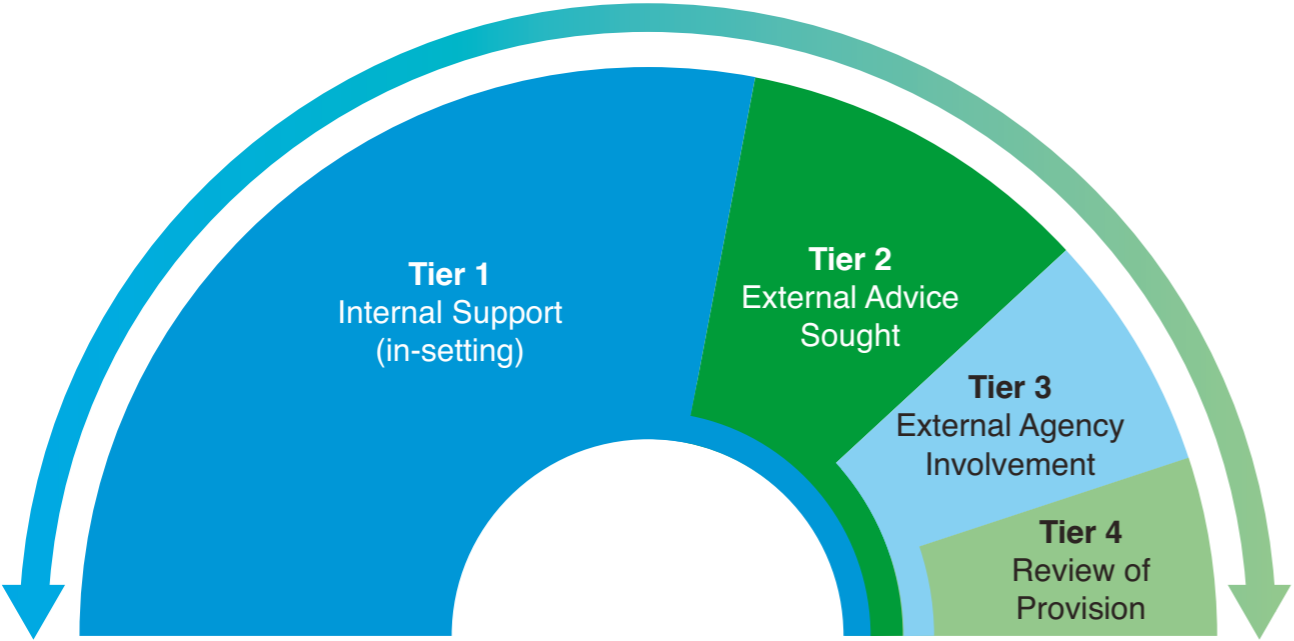 Tier 1
Internal Support
(in-setting)
Tier 2
External Advice
Sought
Tier 3
External Agency
Involvement
Tier 4
Review of
Provision